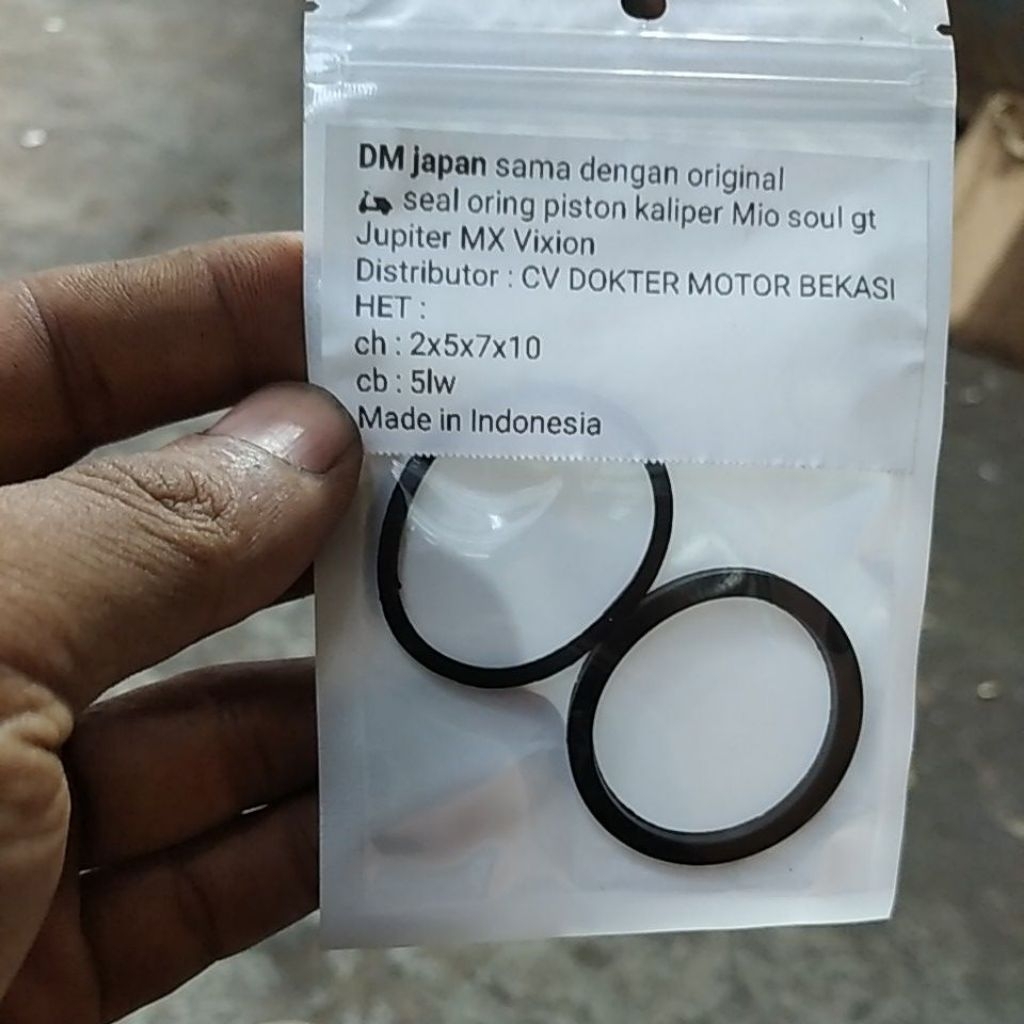 DM japan sama dengan original
seal oring piston kaliper Mio soul gt
Jupiter MX Vixion
Distributor : CV DOKTER MOTOR BEKASI
HET :
ch : 2x5x7x10
cb : 5lw
Made in Indonesia